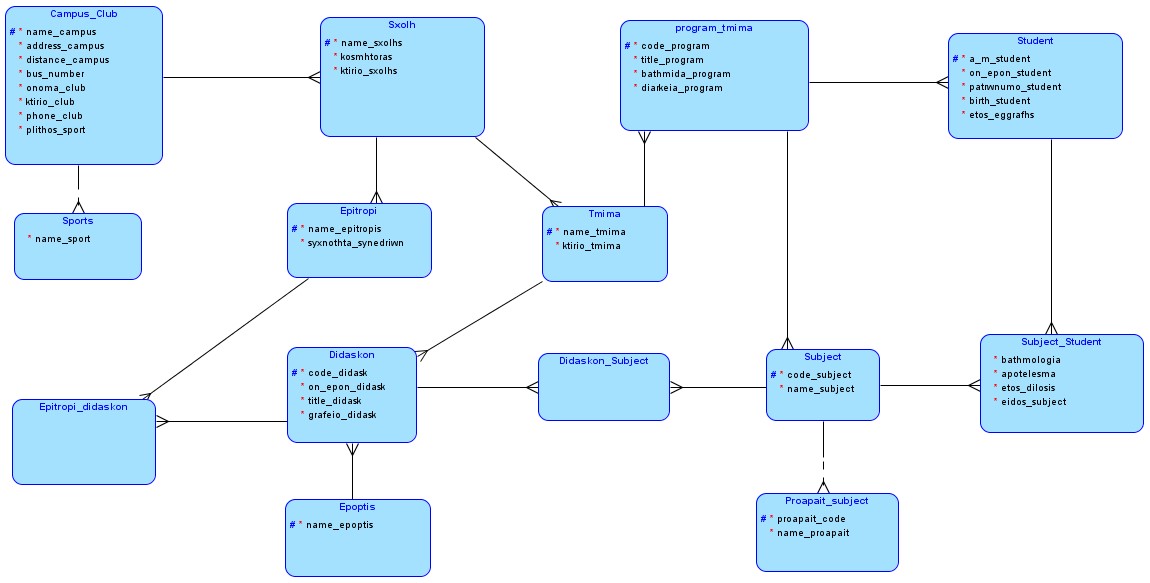 Campus_Club
# * name_campus
* address_campus
* distance_campus
* bus_number
* onoma_club
* ktirio_club
* phone_club
* plithos_sport
Sxolh
# * name_sxolhs
* kosmhtoras
* ktirio_sxolhs
program_tmima
# * code_program
* title_program
* bathmida_program
* diarkeia_program
Student
# * a_m_student
* on_epon_student
* patrwnumo_student
* birth_student
* etos_eggrafhs
Sports
* name_sport
Epitropi
# * name_epitropis
* syxnothta_synedriwn
Tmima
# * name_tmima
* ktirio_tmima
Epitropi_didaskon
Didaskon
# * code_didask
* on_epon_didask
* title_didask
* grafeio_didask
Didaskon_Subject
Subject
# * code_subject
* name_subject
Subject_Student
* bathmologia
* apotelesma
* etos_dilosis
* eidos_subject
Epoptis
# * name_epoptis
Proapait_subject
# * proapait_code
* name_proapait